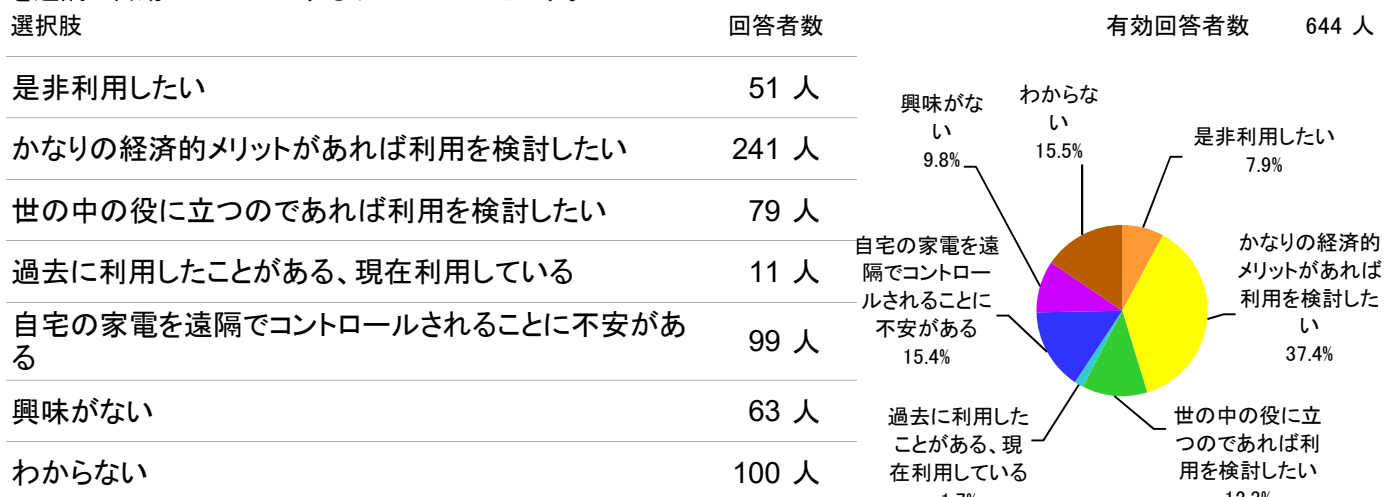 選択肢 回答者数 有効回答者数 644 人
是非利用したい 51 人
かなりの経済的メリットがあれば利用を検討したい 241 人
世の中の役に立つのであれば利用を検討したい 79 人
過去に利用したことがある、現在利用している 11 人
自宅の家電を遠隔でコントロールされることに不安があ
る
99 人
興味がない 63 人
わからない 100 人
興味がな
い
9.8%
わからな
い
15.5%
是非利用したい
7.9%
かなりの経済的
メリットがあれば
利用を検討した
い
37.4%
自宅の家電を遠
隔でコントロー
ルされることに
不安がある
15.4%
過去に利用した
ことがある、現
在利用している
世の中の役に立
つのであれば利
用を検討したい